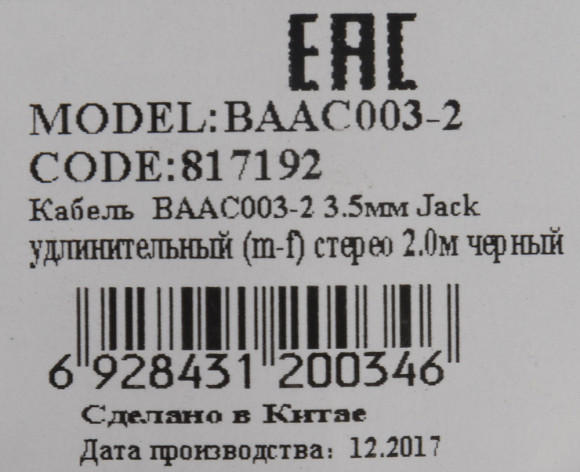 EAC
MODEL:BAAC003-2
CODE:817192
Кабель BAAC003-2 3.5мм Jack
удлинительный (m-f) стерео 2.0м черный
6 928431 200346
Сделано в Китае
Дата производства: 12.2017